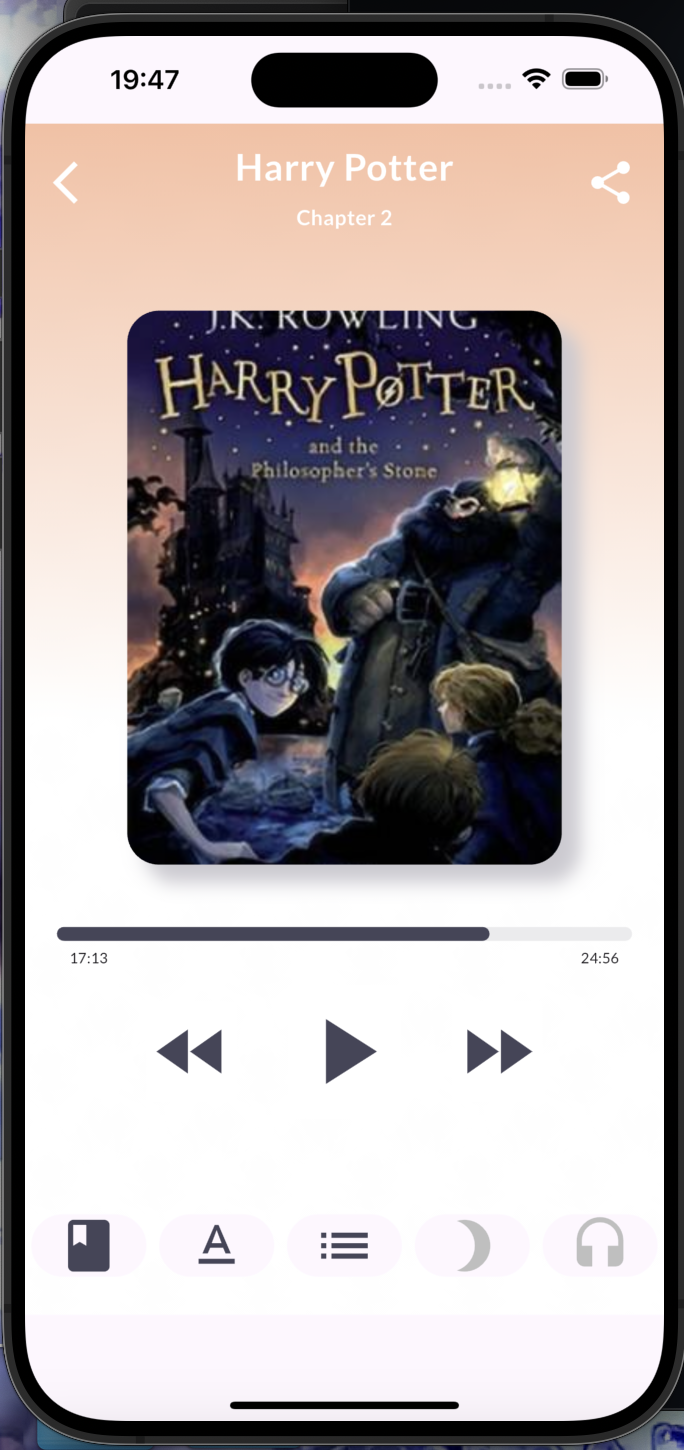 19:47
Harry Potter
Chapter 2
J.K. ROWLING
HARRY POTTER
and the
Philosopher's Stone
17:13
24:56
A